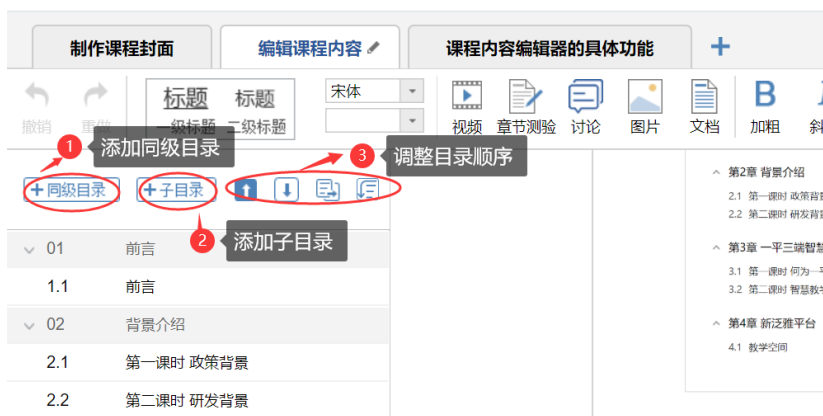 制作课程封面 编辑课程内容 课程内容编辑器的具体功能 +
标题 标题 宋体
撤销 重做 一级标题 二级标题 视频 章节测验 讨论 图片 文档 B 加粗
1 添加同级目录 3 调整目录顺序
+同级目录 +子目录
2 添加子目录
01 前言
1.1 前言
02 背景介绍
2.1 第一课时 政策背景
2.2 第二课时 研发背景
第2章 背景介绍
2.1 第一课时 政策背
2.2 第二课时 研发
第3章 一平三端智慧
3.1 第一课时 何为一
3.2 第二课时 智慧教
第4章 新泛雅平台
4.1 教学空间